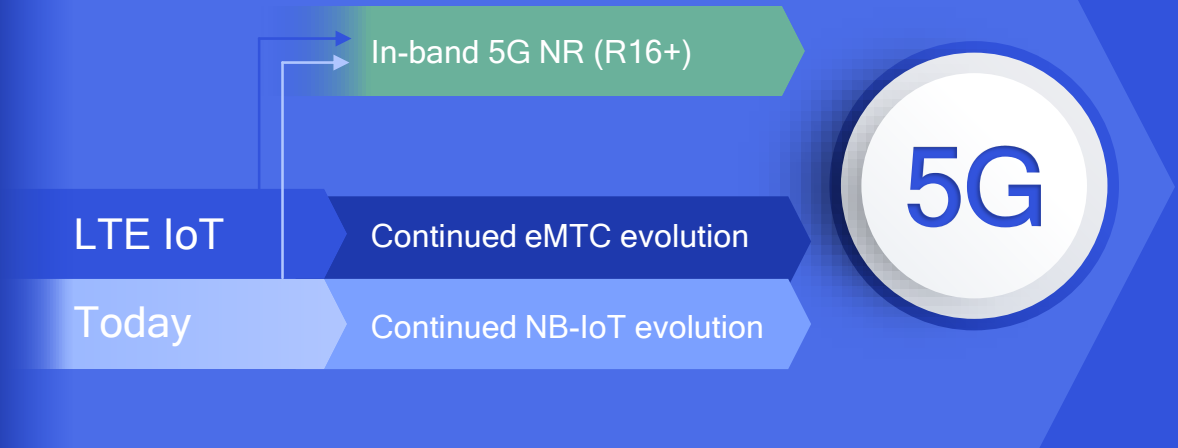 In-band 5G NR (R16+)
5G
LTE IoT
Continued eMTC evolution
Today
Continued NB-IoT evolution